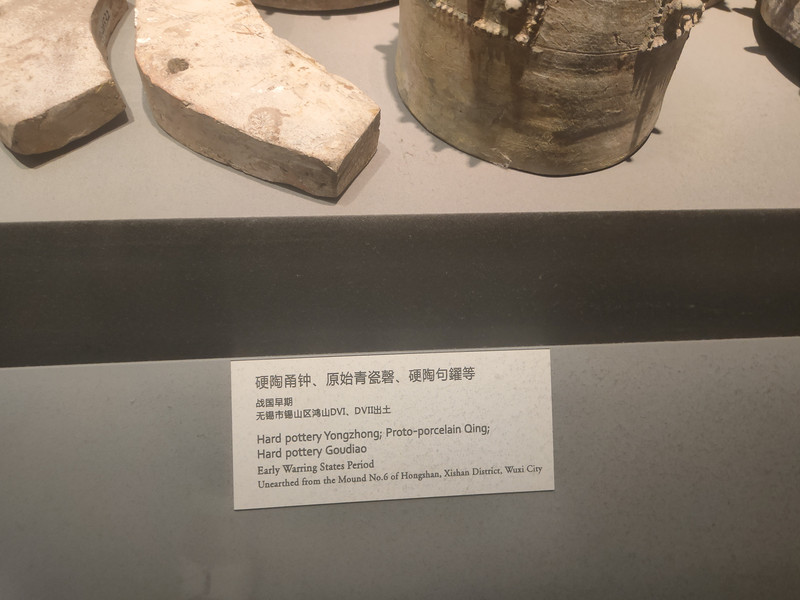 硬陶甬钟、原始青瓷磬、硬陶句鑃等
战国早期
无锡市锡山区鸿山DVI、DVII出土
Hard pottery Yongzhong; Proto-porcelain Qing;
Hard pottery Goudiao
Early Warring States Period
Unearthed from the Mound No.6 of Hongshan, Xishan District, Wuxi City